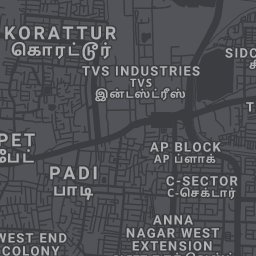 KORATTUR
கொரட்டூர்
SIDC
TVS INDUSTRIES
TVS
இன்டஸ்ட்ரீஸ்
PET
பேட்
AP BLOCK
AP ப்ளாக்
PADI
பாடி
C-SECTOR
C-செக்டார்
ANNA
NAGAR WEST
EXTENSION
WEST END
COLONY